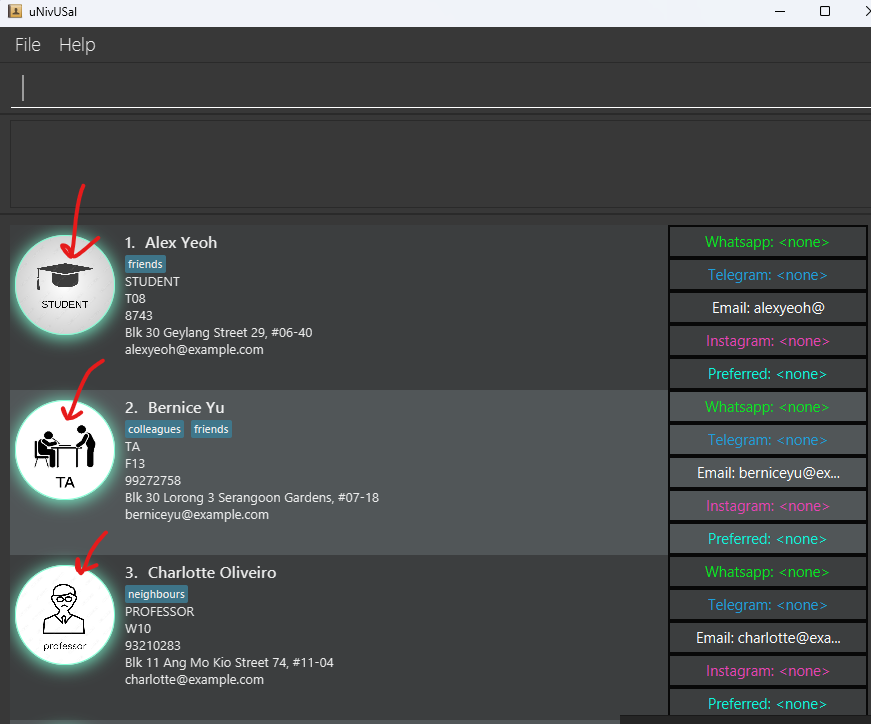 uNivUSal
File Help
STUDENT
1. Alex Yeoh
friends
STUDENT
T08
8743
Blk 30 Geylang Street 29, #06-40
alexyeoh@example.com
Whatsapp: <none>
Telegram: <none>
Email: alexyeoh@
Instagram: <none>
Preferred: <none>
TA
2. Bernice Yu
colleagues friends
TA
F13
99272758
Blk 30 Lorong 3 Serangoon Gardens, #07-18
berniceyu@example.com
Whatsapp: <none>
Telegram: <none>
Email: berniceyu@ex...
Instagram: <none>
Preferred: <none>
professor
3. Charlotte Oliveiro
neighbours
PROFESSOR
W10
93210283
Blk 11 Ang Mo Kio Street 74, #11-04
charlotte@example.com
Whatsapp: <none>
Telegram: <none>
Email: charlotte@exa...
Instagram: <none>
Preferred: <none>